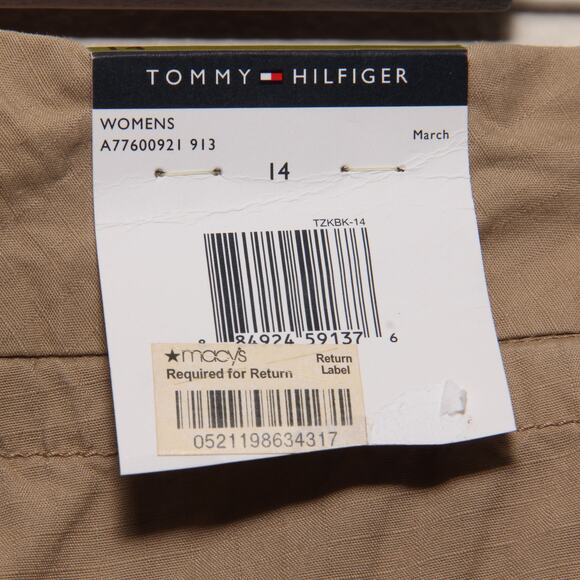 TOMMY HILFIGER
WOMENS
A77600921 913
March
14
TZKBK-14
8 84924 59137 6
★macy's
Return
Label
Required for Return
0521198634317